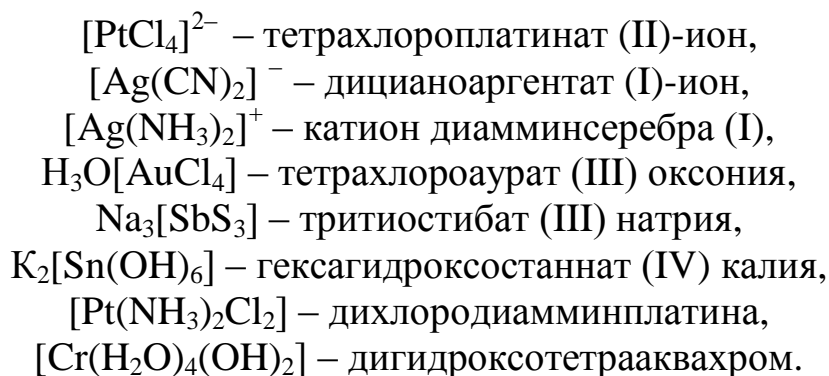 [PtCl₄]²⁻ – тетрахлороплатинат (II)-ион,
[Ag(CN)₂] ⁻ – дицианоаргентат (I)-ион,
[Ag(NH₃)₂]⁺ – катион диамминсеребра (I),
H₃O[AuCl₄] – тетрахлороаурат (III) оксония,
Na₃[SbS₃] – тритиостибат (III) натрия,
К₂[Sn(OH)₆] – гексагидроксостаннат (IV) калия,
[Pt(NH₃)₂Cl₂] – дихлородиамминплатина,
[Cr(H₂O)₄(OH)₂] – дигидроксотетрааквахром.